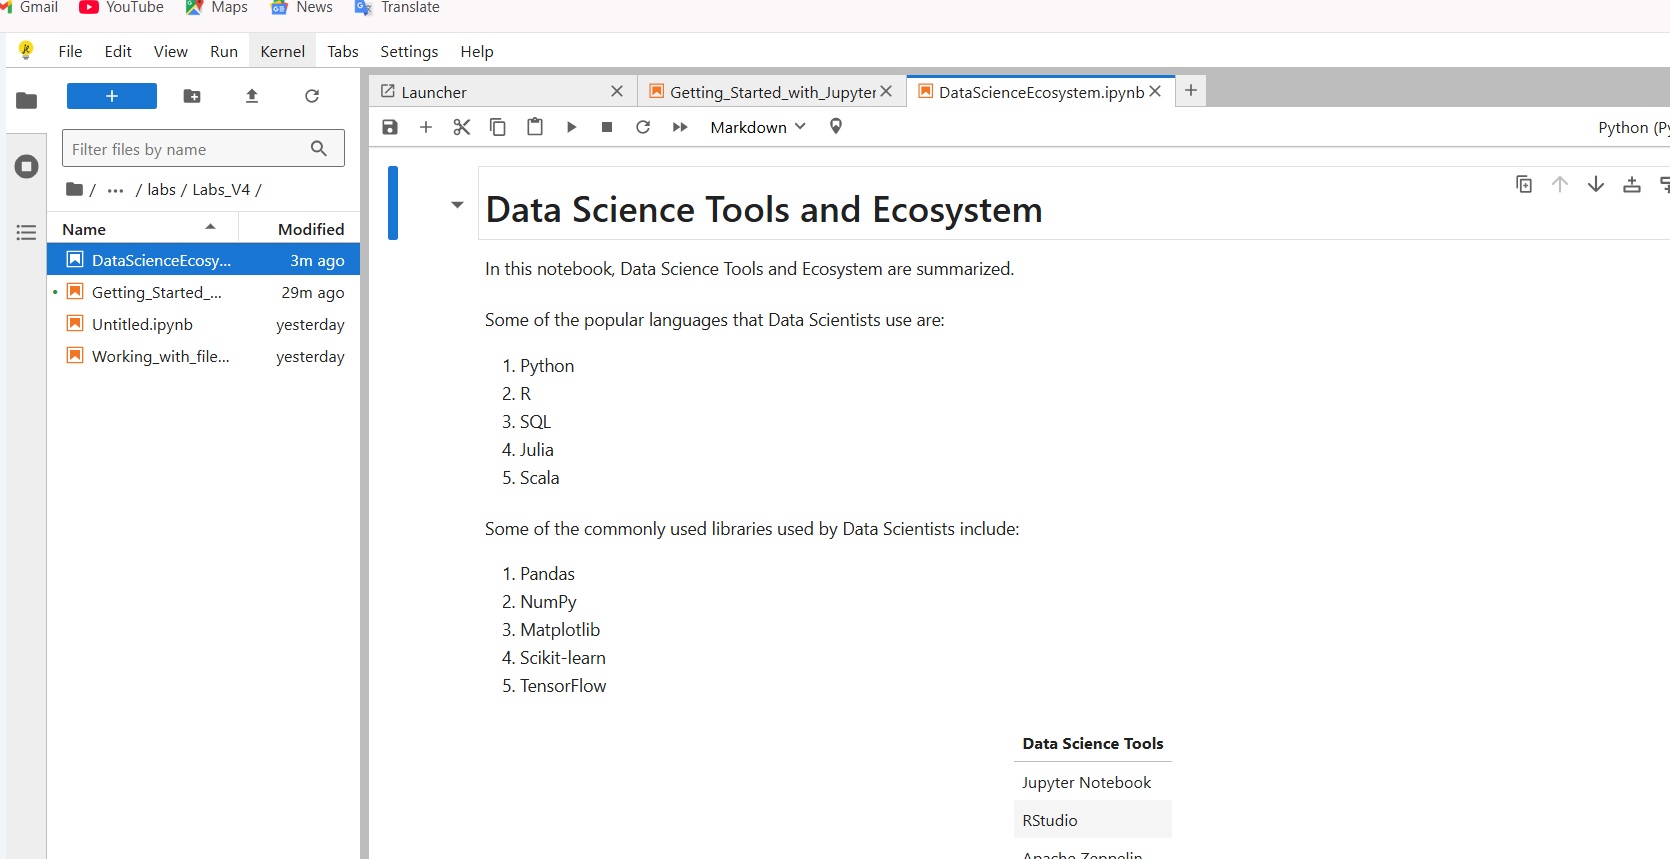 Gmail YouTube Maps News Translate
File Edit View Run Kernel Tabs Settings Help
Launcher Getting_Started_with_Jupyter DataScienceEcosystem.ipynb
Markdown Python (Py
Filter files by name
/ ... / labs / Labs_V4 /
Name Modified
DataScienceEcosy... 3m ago
Getting_Started_... 29m ago
Untitled.ipynb yesterday
Working_with_file... yesterday
Data Science Tools and Ecosystem
In this notebook, Data Science Tools and Ecosystem are summarized.
Some of the popular languages that Data Scientists use are:
1. Python
2. R
3. SQL
4. Julia
5. Scala
Some of the commonly used libraries used by Data Scientists include:
1. Pandas
2. NumPy
3. Matplotlib
4. Scikit-learn
5. TensorFlow
Data Science Tools
Jupyter Notebook
RStudio
Apache Zeppelin